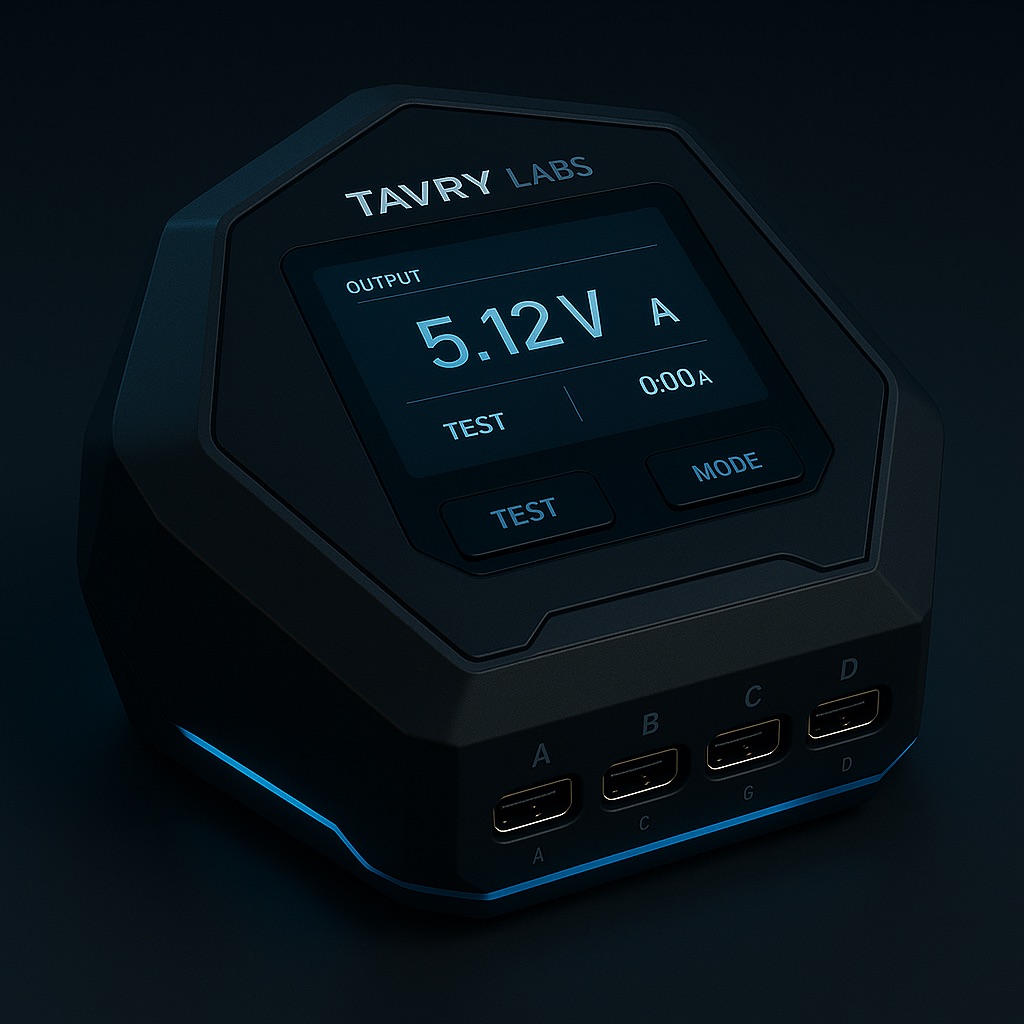 TAVRY LABS
OUTPUT
5.12V A
TEST 0:00A
TEST MODE
A B C D
A C G D